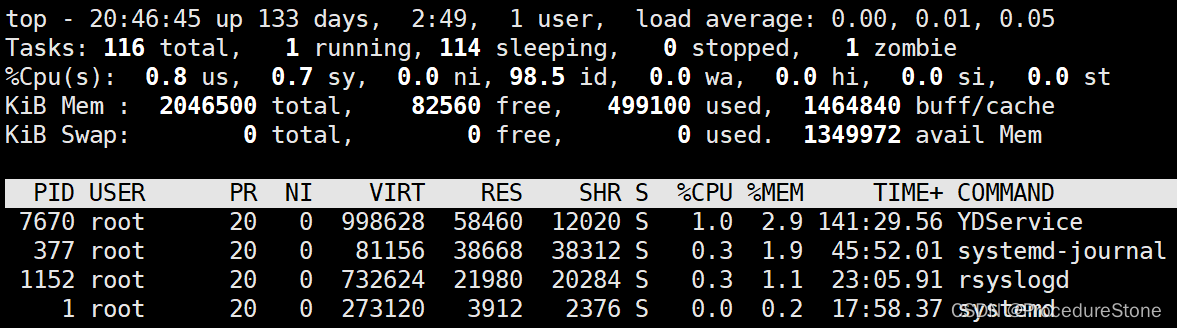 top - 20:46:45 up 133 days,  2:49,  1 user,  load average: 0.00, 0.01, 0.05
Tasks: 116 total,   1 running, 114 sleeping,   0 stopped,   1 zombie
%Cpu(s):  0.8 us,  0.7 sy,  0.0 ni, 98.5 id,  0.0 wa,  0.0 hi,  0.0 si,  0.0 st
KiB Mem :  2046500 total,    82560 free,   499100 used,  1464840 buff/cache
KiB Swap:        0 total,        0 free,        0 used.  1349972 avail Mem
PID USER      PR  NI    VIRT    RES    SHR S  %CPU %MEM     TIME+ COMMAND
7670 root      20   0  998628  58460  12020 S   1.0  2.9 141:29.56 YDService
377 root      20   0   81156  38668  38312 S   0.3  1.9  45:52.01 systemd-journal
1152 root      20   0  732624  21980  20284 S   0.3  1.1  23:05.91 rsyslogd
1 root      20   0  273120   3912   2376 S   0.0  0.2  17:58.37 systemd
CSDN @ProcedureStone